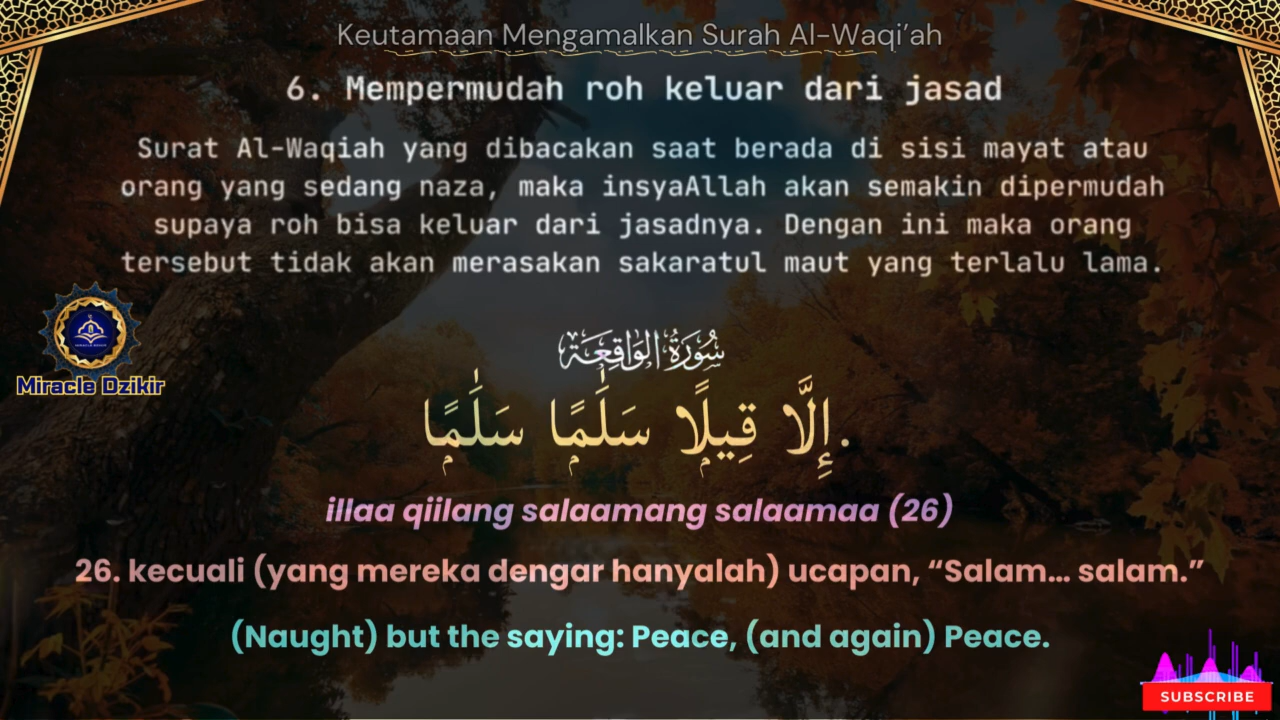 Keutamaan Mengamalkan Surah Al-Waqi’ah
6. Mempermudah roh keluar dari jasad
Surat Al-Waqiah yang dibacakan saat berada di sisi mayat atau
orang yang sedang naza, maka insyaAllah akan semakin dipermudah
supaya roh bisa keluar dari jasadnya. Dengan ini maka orang
tersebut tidak akan merasakan sakaratul maut yang terlalu lama.
Miracle Dzikir
سُورَةُ الوَاقِعَة
إِلَّا قِيلًۭا سَلَٰمًۭا سَلَٰمًۭا.
illaa qiilang salaamang salaamaa (26)
26. kecuali (yang mereka dengar hanyalah) ucapan, “Salam... salam.”
(Naught) but the saying: Peace, (and again) Peace.
SUBSCRIBE